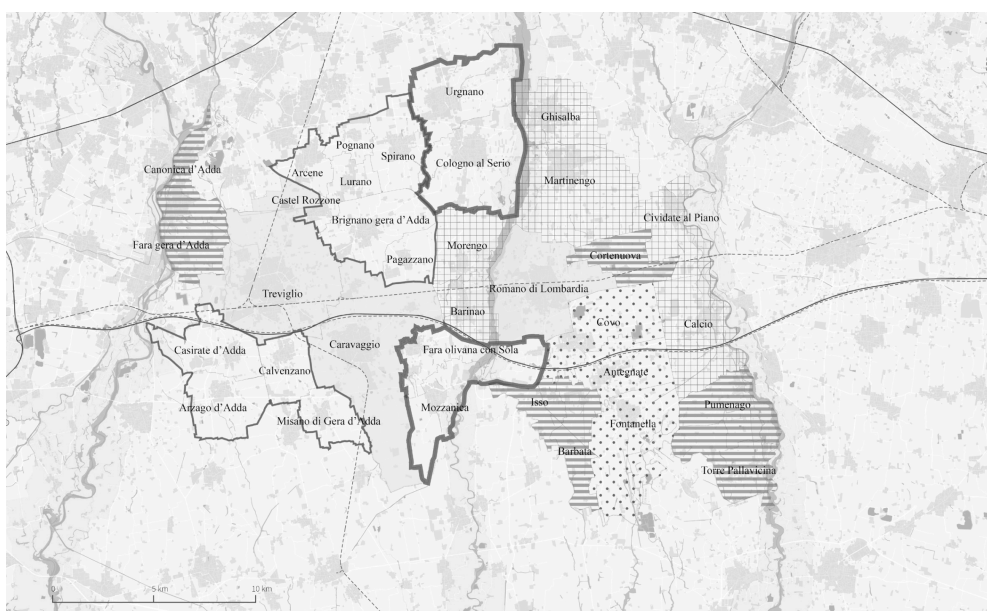 Urgnano
Ghisalba
Pognano
Spirano
Cologno al Serio
Canonica d'Adda
Arcene
Lurano
Martinengo
Castel Rozzone
Brignano gera d'Adda
Cividate al Piano
Fara gera d'Adda
Morengo
Cortenuova
Pagazzano
Treviglio
Romano di Lombardia
Barinao
Covo
Calcio
Casirate d'Adda
Caravaggio
Fara olivana con Sola
Calvenzano
Antegnate
Arzago d'Adda
Mozzanica
Isso
Pumenago
Misano di Gera d'Adda
Fontanella
Barbata
Torre Pallavicina
0
5 km
10 km